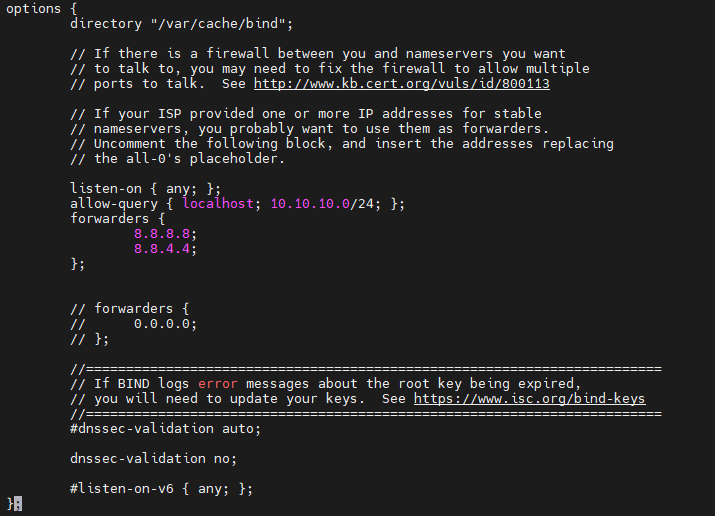 options {
        directory "/var/cache/bind";

        // If there is a firewall between you and nameservers you want
        // to talk to, you may need to fix the firewall to allow multiple
        // ports to talk.  See http://www.kb.cert.org/vuls/id/800113

        // If your ISP provided one or more IP addresses for stable
        // nameservers, you probably want to use them as forwarders.
        // Uncomment the following block, and insert the addresses replacing
        // the all-0's placeholder.

        listen-on { any; };
        allow-query { localhost; 10.10.10.0/24; };
        forwarders {
                8.8.8.8;
                8.8.4.4;
        };


        // forwarders {
        //      0.0.0.0;
        // };

        //========================================================================
        // If BIND logs error messages about the root key being expired,
        // you will need to update your keys.  See https://www.isc.org/bind-keys
        //========================================================================
        #dnssec-validation auto;

        dnssec-validation no;

        #listen-on-v6 { any; };
};